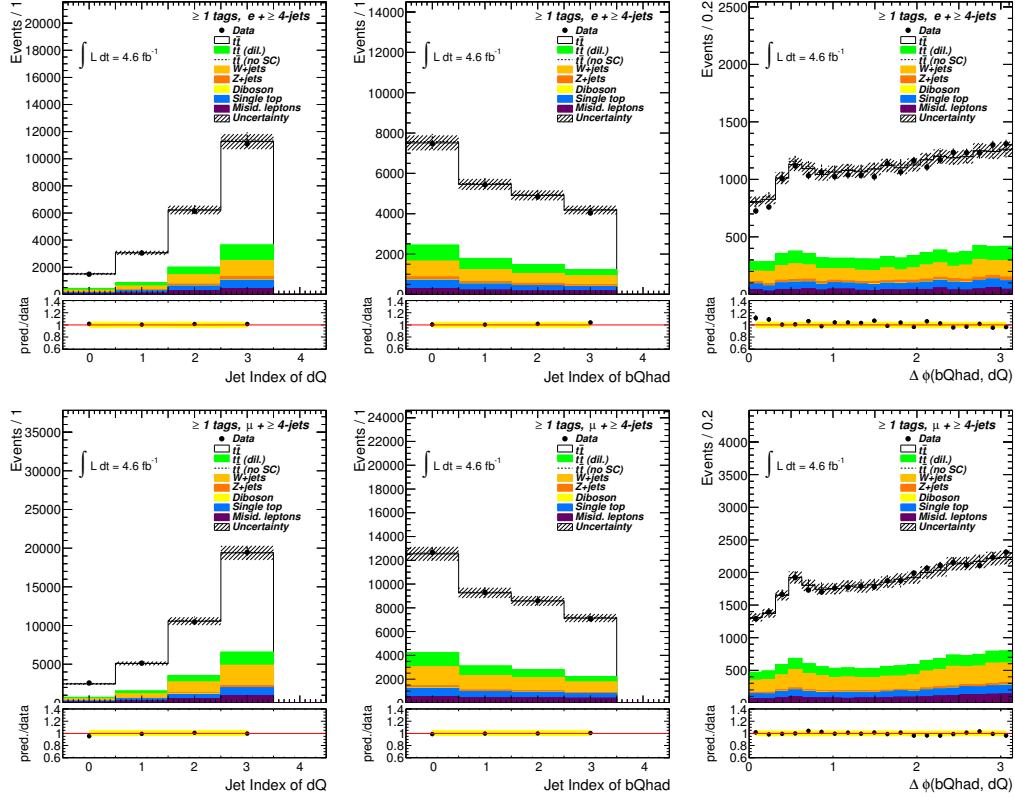 Events / 1
≥ 1 tags, e + ≥ 4-jets
∫ L dt = 4.6 fb⁻¹
Data
tt̄
tt̄ (dil.)
tt̄ (no SC)
W+jets
Z+jets
Diboson
Single top
Misid. leptons
Uncertainty
20000
18000
16000
14000
12000
10000
8000
6000
4000
2000
pred./data
1.4
1.2
1
0.8
0.6
0 1 2 3 4
Jet Index of dQ
Events / 1
≥ 1 tags, e + ≥ 4-jets
∫ L dt = 4.6 fb⁻¹
Data
tt̄
tt̄ (dil.)
tt̄ (no SC)
W+jets
Z+jets
Diboson
Single top
Misid. leptons
Uncertainty
14000
12000
10000
8000
6000
4000
2000
0
pred./data
1.4
1.2
1
0.8
0.6
0 1 2 3 4
Jet Index of bQhad
Events / 0.2
≥ 1 tags, e + ≥ 4-jets
∫ L dt = 4.6 fb⁻¹
Data
tt̄
tt̄ (dil.)
tt̄ (no SC)
W+jets
Z+jets
Diboson
Single top
Misid. leptons
Uncertainty
2500
2000
1500
1000
500
0
pred./data
1.4
1.2
1
0.8
0.6
0 0.5 1 1.5 2 2.5 3
Δ ϕ(bQhad, dQ)
Events / 1
≥ 1 tags, μ + ≥ 4-jets
∫ L dt = 4.6 fb⁻¹
Data
tt̄
tt̄ (dil.)
tt̄ (no SC)
W+jets
Z+jets
Diboson
Single top
Misid. leptons
Uncertainty
35000
30000
25000
20000
15000
10000
5000
0
pred./data
1.4
1.2
1
0.8
0.6
0 1 2 3 4
Jet Index of dQ
Events / 1
≥ 1 tags, μ + ≥ 4-jets
∫ L dt = 4.6 fb⁻¹
Data
tt̄
tt̄ (dil.)
tt̄ (no SC)
W+jets
Z+jets
Diboson
Single top
Misid. leptons
Uncertainty
24000
22000
20000
18000
16000
14000
12000
10000
8000
6000
4000
2000
0
pred./data
1.4
1.2
1
0.8
0.6
0 1 2 3 4
Jet Index of bQhad
Events / 0.2
≥ 1 tags, μ + ≥ 4-jets
∫ L dt = 4.6 fb⁻¹
Data
tt̄
tt̄ (dil.)
tt̄ (no SC)
W+jets
Z+jets
Diboson
Single top
Misid. leptons
Uncertainty
4000
3500
3000
2500
2000
1500
1000
500
0
pred./data
1.4
1.2
1
0.8
0.6
0 0.5 1 1.5 2 2.5 3
Δ ϕ(bQhad, dQ)